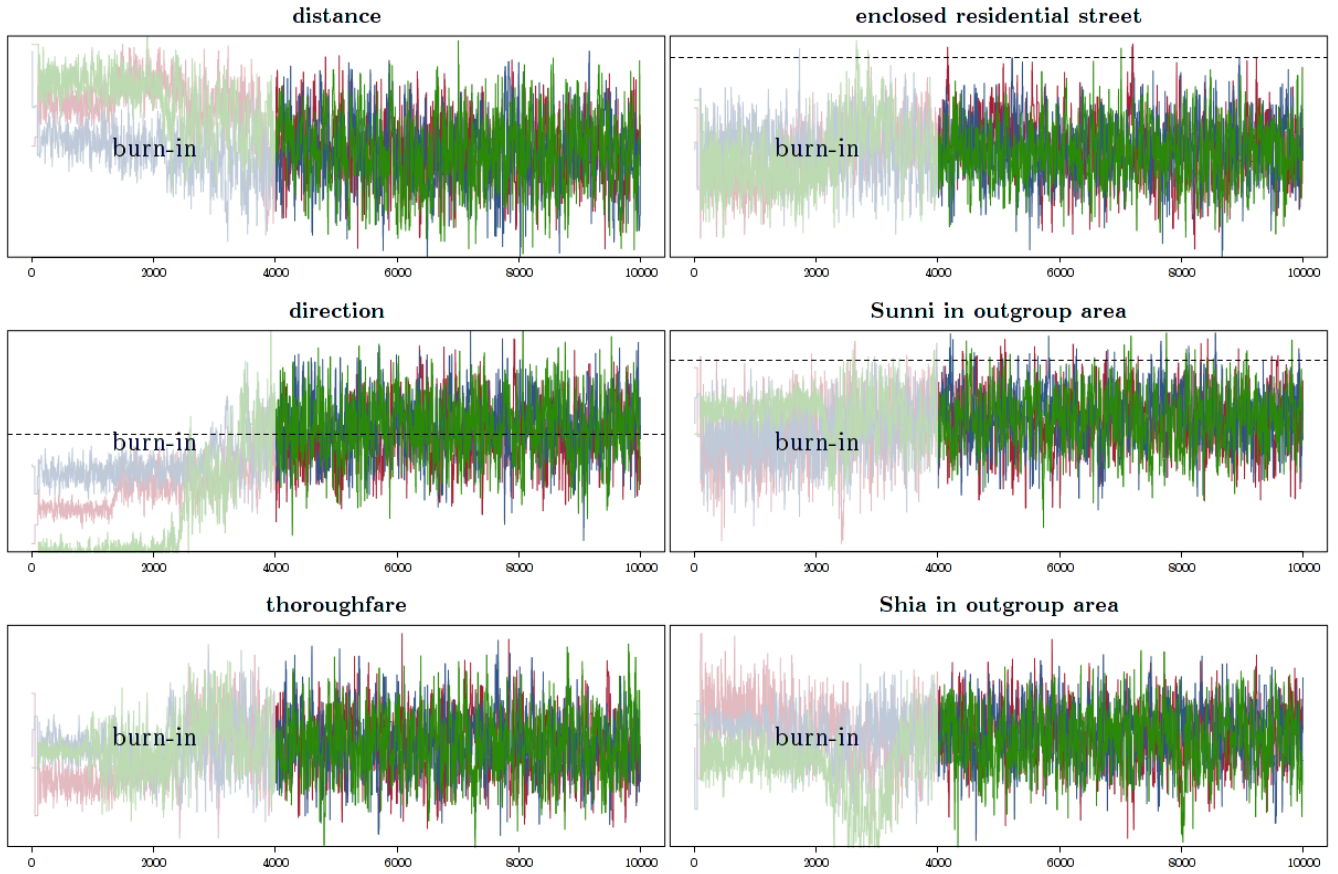 distance
burn-in
0 2000 4000 6000 8000 10000
enclosed residential street
burn-in
0 2000 4000 6000 8000 10000
direction
burn-in
0 2000 4000 6000 8000 10000
Sunni in outgroup area
burn-in
0 2000 4000 6000 8000 10000
thoroughfare
burn-in
0 2000 4000 6000 8000 10000
Shia in outgroup area
burn-in
0 2000 4000 6000 8000 10000